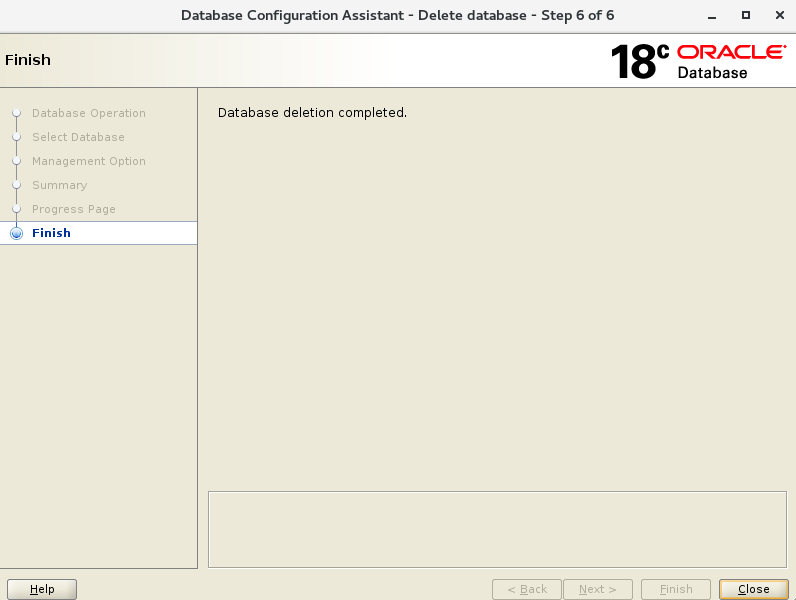 Database Configuration Assistant - Delete database - Step 6 of 6
Finish
18c ORACLE
Database
Database Operation
Select Database
Management Option
Summary
Progress Page
Finish
Database deletion completed.
Help
< Back
Next >
Finish
Close